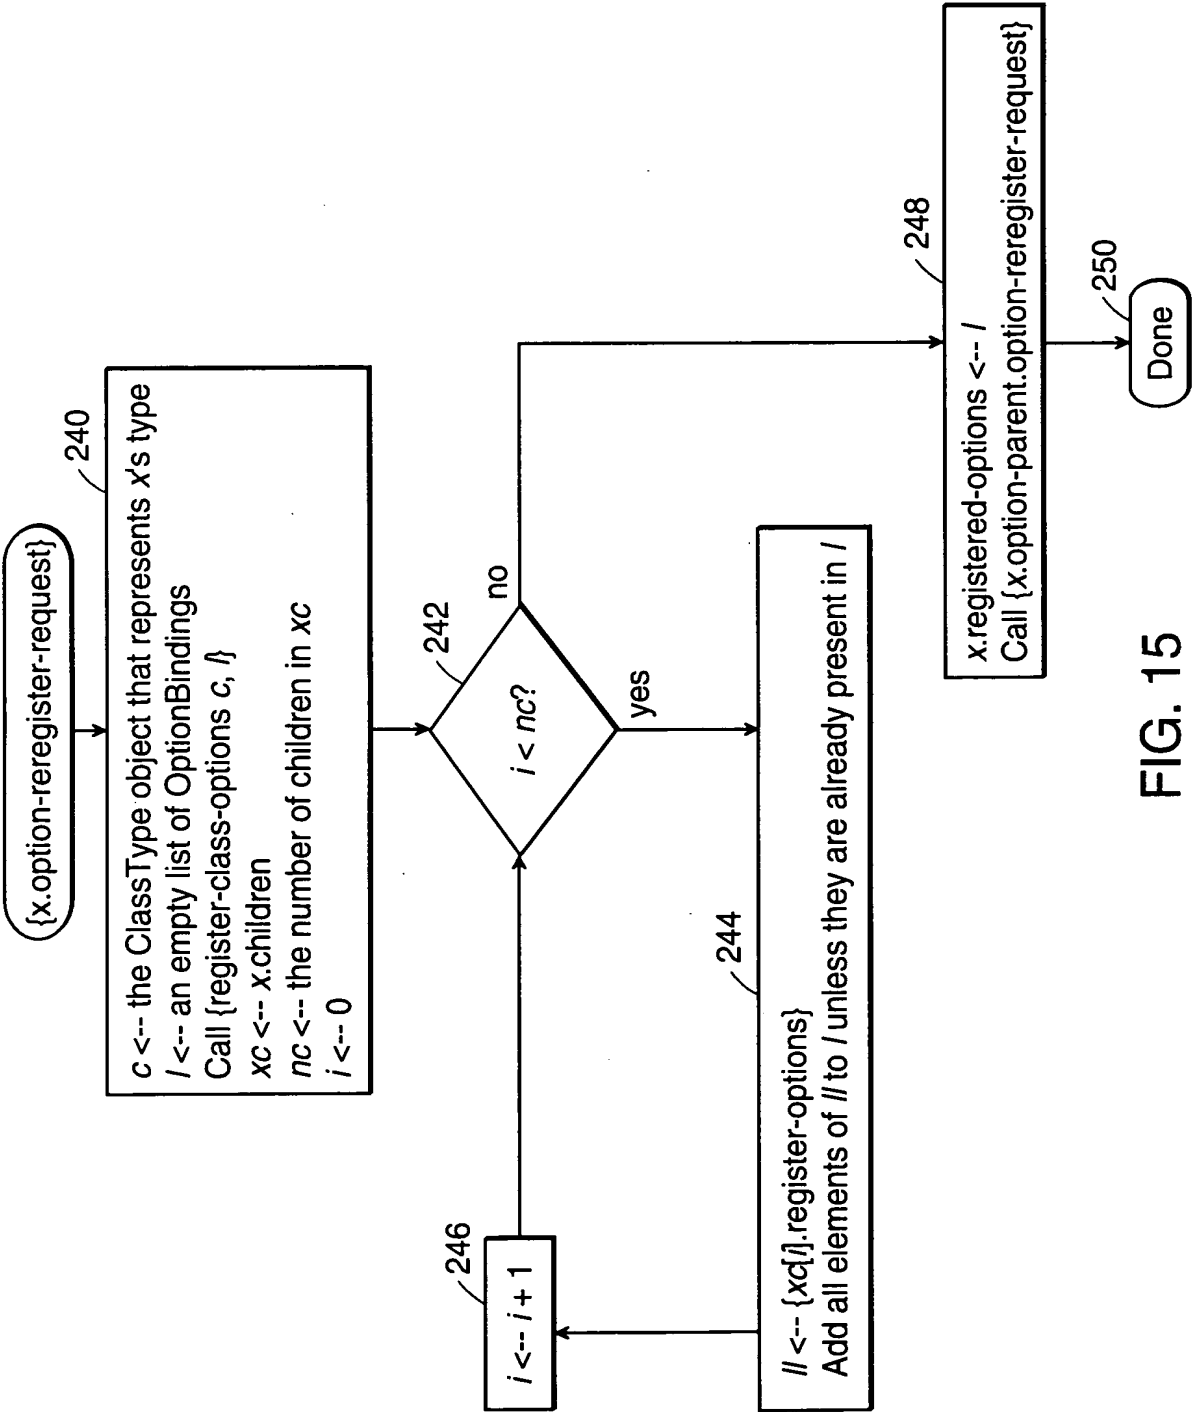 {x.option-reregister-request}
240
c <-- the ClassType object that represents x's type
l <-- an empty list of OptionBindings
Call {register-class-options c, l}
xc <-- x.children
nc <-- the number of children in xc
i <-- 0
242
i < nc?
no
yes
246
i <-- i + 1
244
ll <-- {xc[i].register-options}
Add all elements of ll to l unless they are already present in l
248
x.registered-options <-- l
Call {x.option-parent.option-reregister-request}
250
Done
FIG. 15